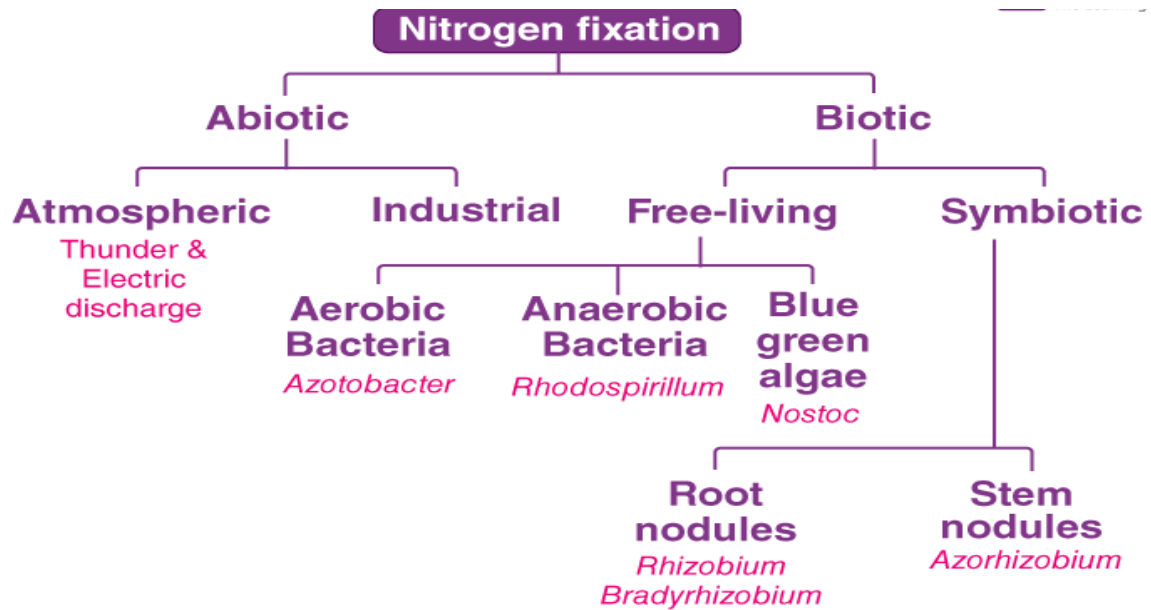 Nitrogen fixation
Abiotic
Biotic
Atmospheric
Thunder &
Electric
discharge
Industrial
Free-living
Symbiotic
Aerobic
Bacteria
Azotobacter
Anaerobic
Bacteria
Rhodospirillum
Blue
green
algae
Nostoc
Root
nodules
Rhizobium
Bradyrhizobium
Stem
nodules
Azorhizobium